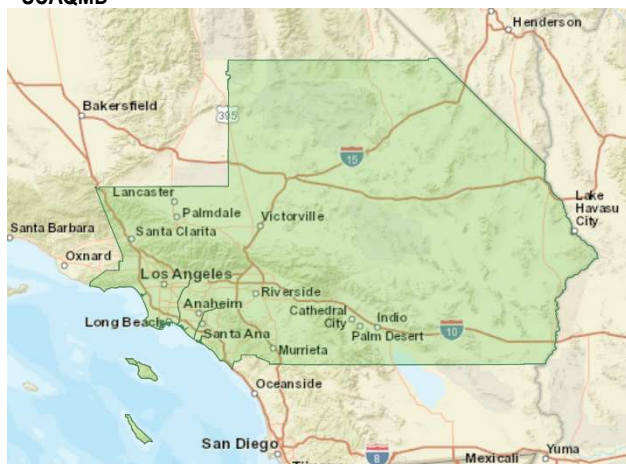 SCAQMD
Henderson
Bakersfield
395
15
Lancaster
Palmdale
Victorville
Lake
Havasu
City
Santa Barbara
Santa Clarita
Oxnard
Los Angeles
Riverside
Anaheim
Cathedral
City
Indio
Long Beach
Santa Ana
Palm Desert
10
Murrieta
Oceanside
San Diego
8
Mexicali
Yuma